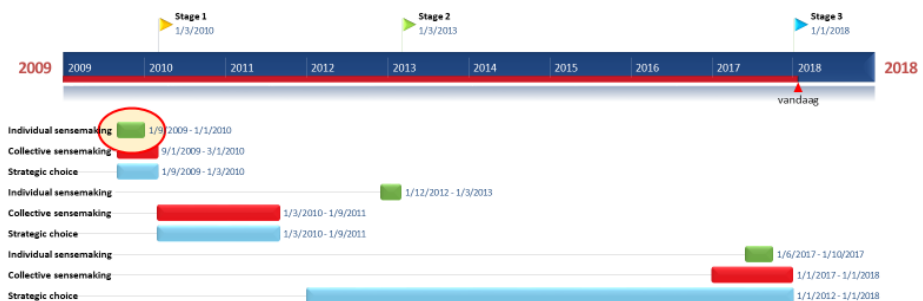 Stage 1
1/3/2010
Stage 2
1/3/2013
Stage 3
1/1/2018
2009 2009 2010 2011 2012 2013 2014 2015 2016 2017 2018 2018
vandaag
Individual sensemaking 1/9/2009 - 1/1/2010
Collective sensemaking 9/1/2009 - 3/1/2010
Strategic choice 1/9/2009 - 1/3/2010
Individual sensemaking 1/12/2012 - 1/3/2013
Collective sensemaking 1/3/2010 - 1/9/2011
Strategic choice 1/3/2010 - 1/9/2011
Individual sensemaking 1/6/2017 - 1/10/2017
Collective sensemaking 1/1/2017 - 1/1/2018
Strategic choice 1/1/2012 - 1/1/2018